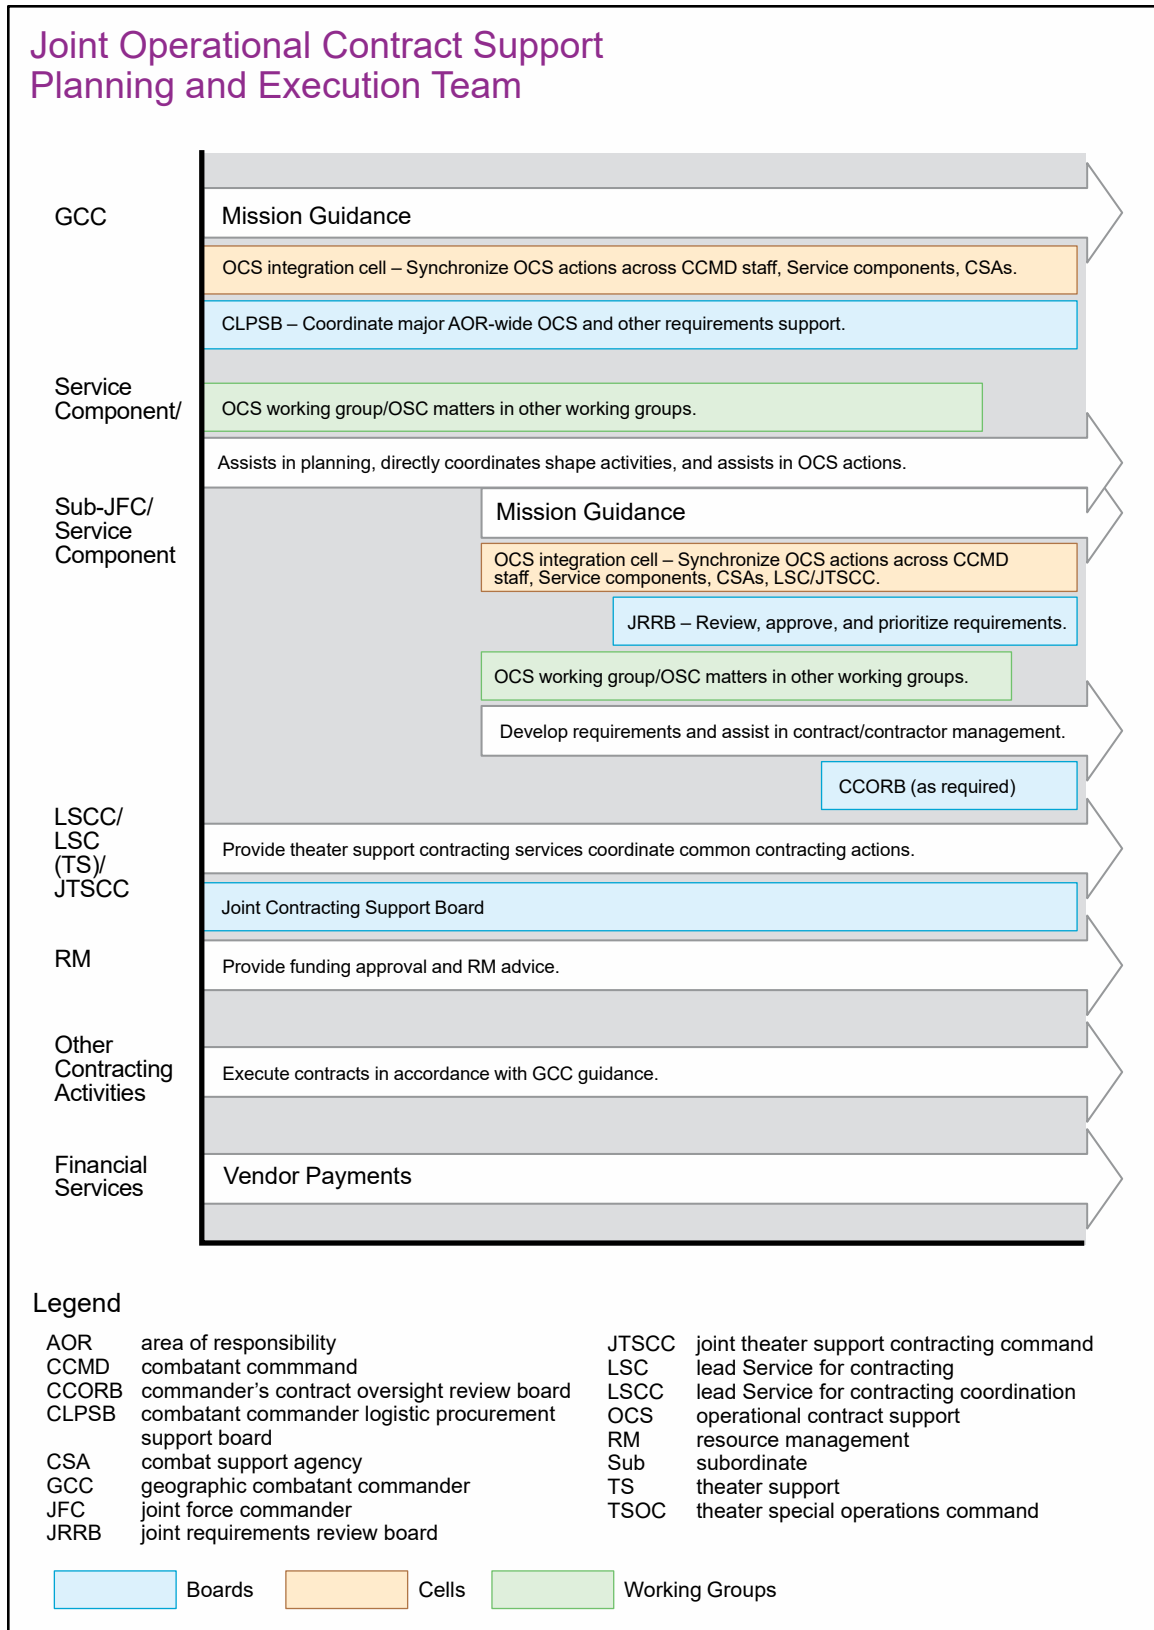 Joint Operational Contract Support
Planning and Execution Team
GCC
Mission Guidance
OCS integration cell – Synchronize OCS actions across CCMD staff, Service components, CSAs.
CLPSB – Coordinate major AOR-wide OCS and other requirements support.
Service
Component/
OCS working group/OSC matters in other working groups.
Assists in planning, directly coordinates shape activities, and assists in OCS actions.
Sub-JFC/
Service
Component
Mission Guidance
OCS integration cell – Synchronize OCS actions across CCMD
staff, Service components, CSAs, LSC/JTSCC.
JRRB – Review, approve, and prioritize requirements.
OCS working group/OSC matters in other working groups.
Develop requirements and assist in contract/contractor management.
CCORB (as required)
LSCC/
LSC
(TS)/
JTSCC
Provide theater support contracting services coordinate common contracting actions.
Joint Contracting Support Board
RM
Provide funding approval and RM advice.
Other
Contracting
Activities
Execute contracts in accordance with GCC guidance.
Financial
Services
Vendor Payments
Legend
AOR area of responsibility
CCMD combatant commmand
CCORB commander’s contract oversight review board
CLPSB combatant commander logistic procurement
support board
CSA combat support agency
GCC geographic combatant commander
JFC joint force commander
JRRB joint requirements review board
JTSCC joint theater support contracting command
LSC lead Service for contracting
LSCC lead Service for contracting coordination
OCS operational contract support
RM resource management
Sub subordinate
TS theater support
TSOC theater special operations command
Boards
Cells
Working Groups